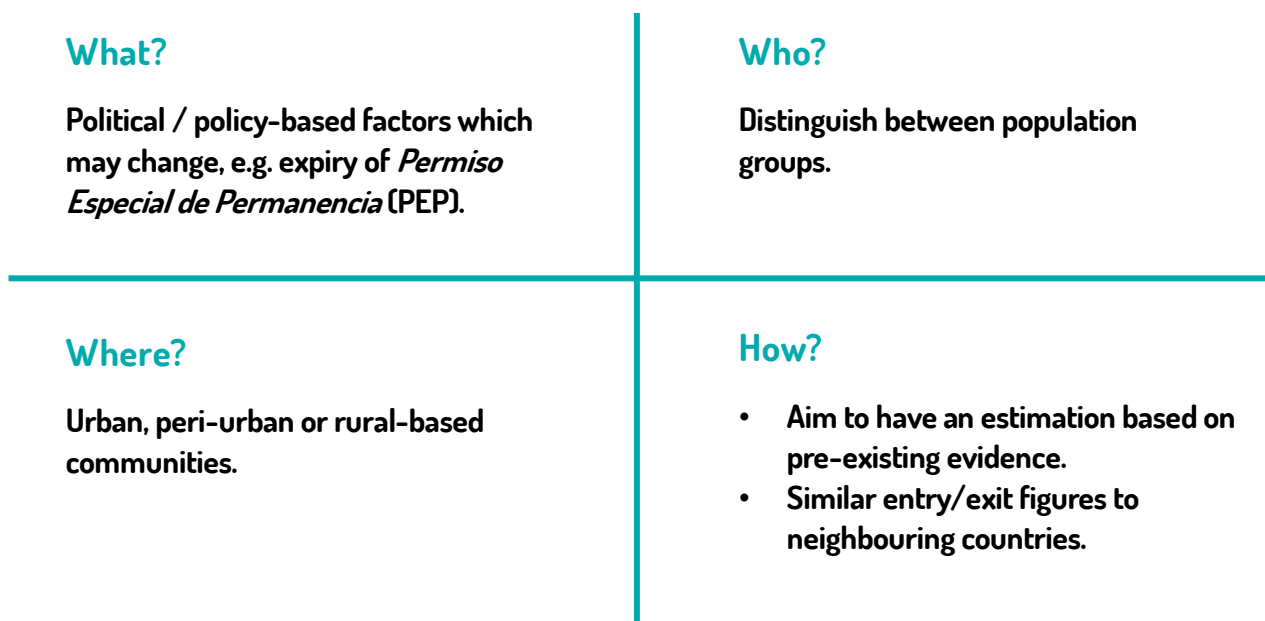 What?
Political / policy-based factors which
may change, e.g. expiry of Permiso
Especial de Permanencia (PEP).
Who?
Distinguish between population
groups.
Where?
Urban, peri-urban or rural-based
communities.
How?
• Aim to have an estimation based on
pre-existing evidence.
• Similar entry/exit figures to
neighbouring countries.